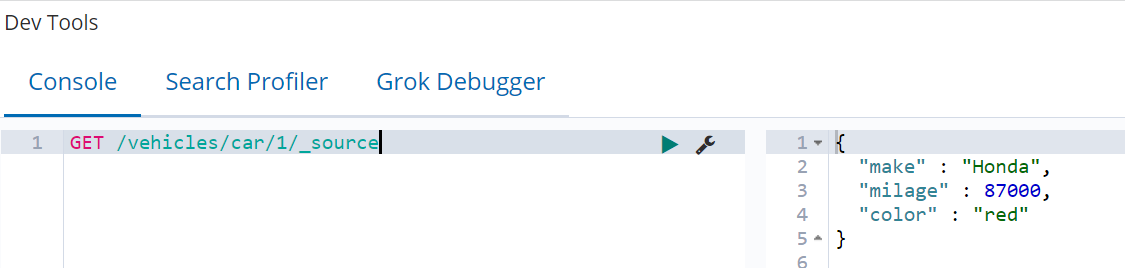 Dev Tools
Console Search Profiler Grok Debugger
1 GET /vehicles/car/1/_source
1 {
2 "make" : "Honda",
3 "milage" : 87000,
4 "color" : "red"
5 }
6